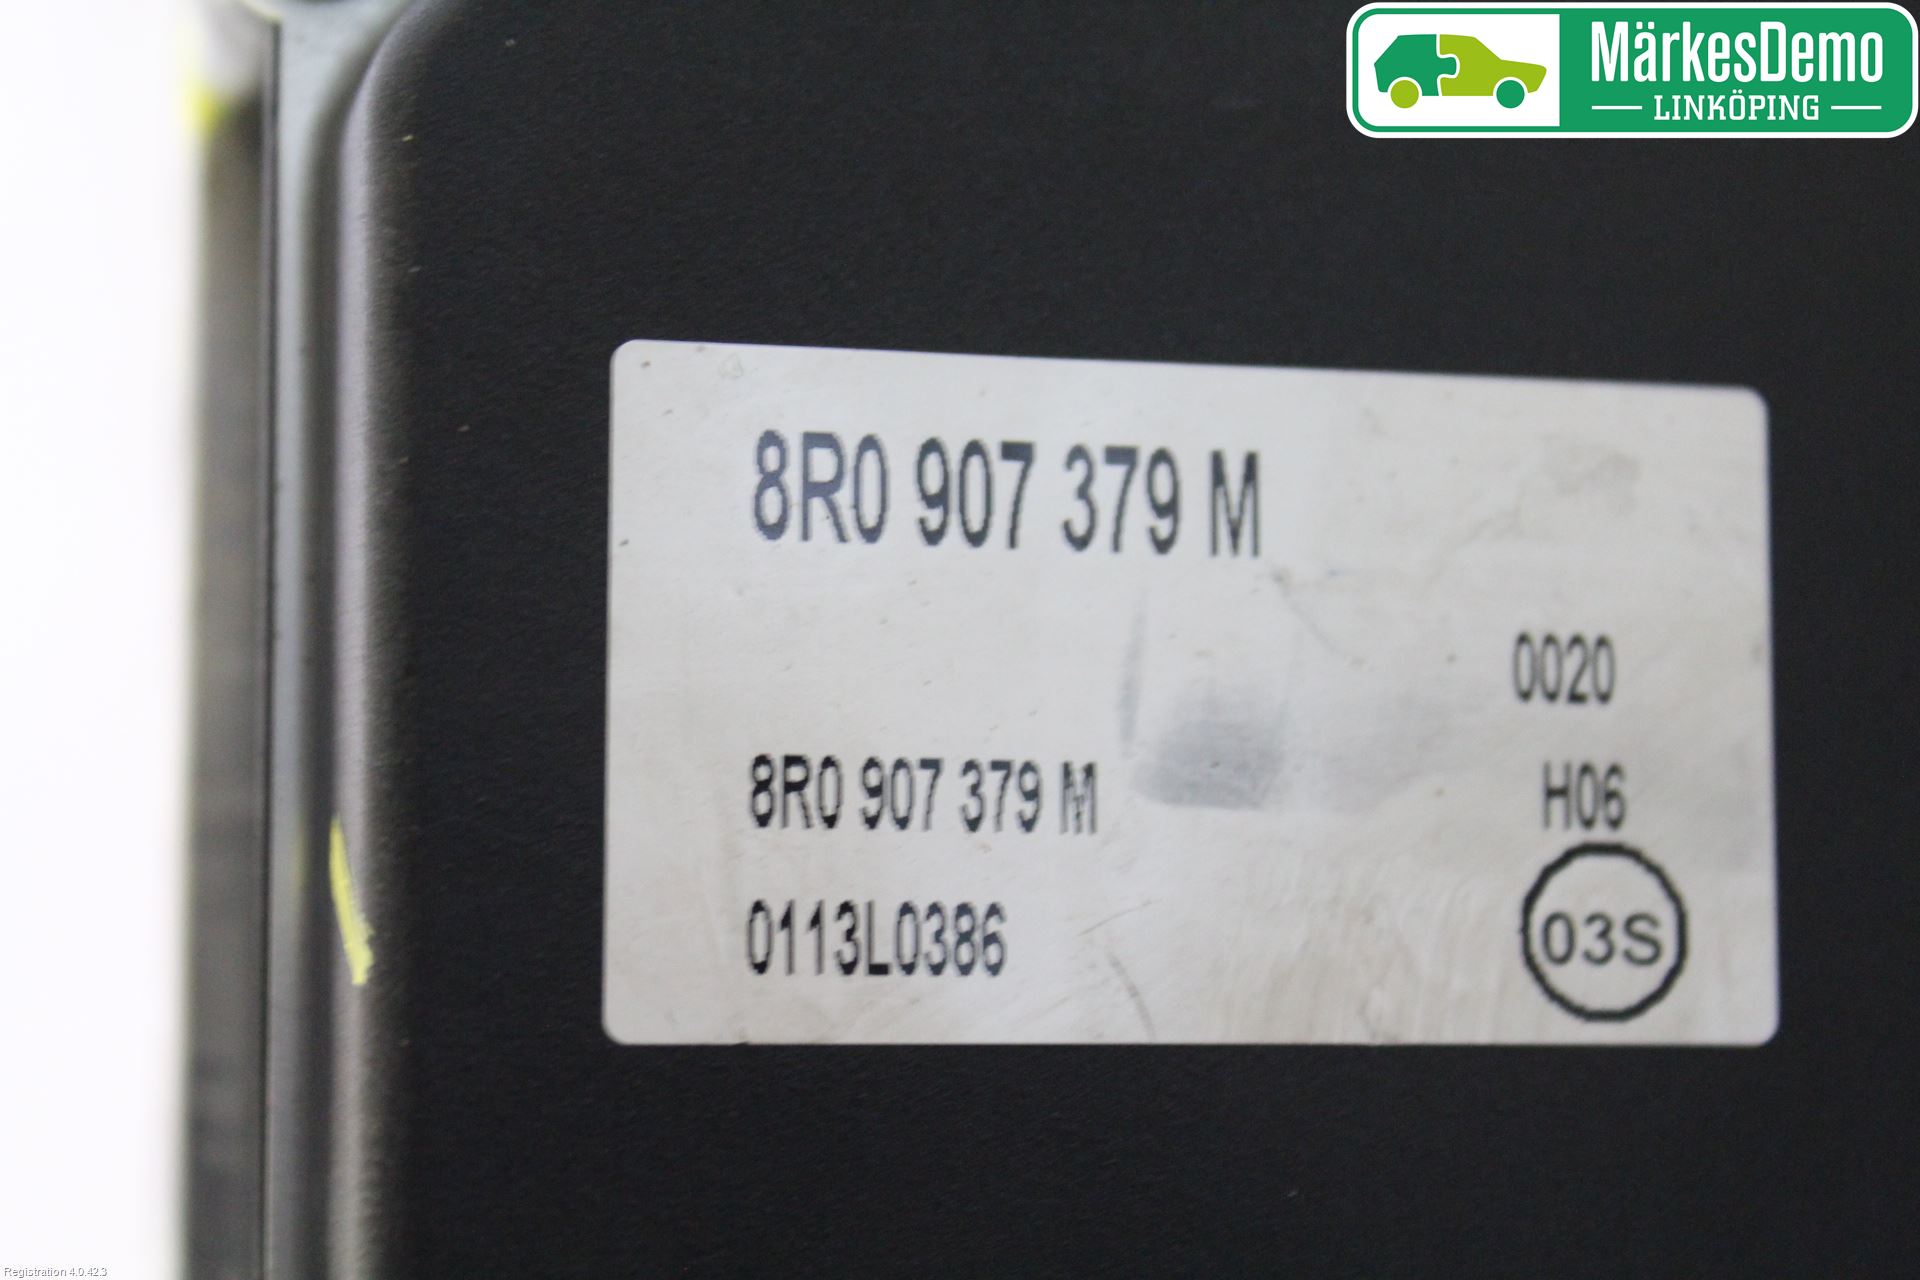 MärkesDemo
LINKÖPING
8R0 907 379 M
0020
8R0 907 379 M
H06
0113L0386
03S
Registration 4.0.42.3